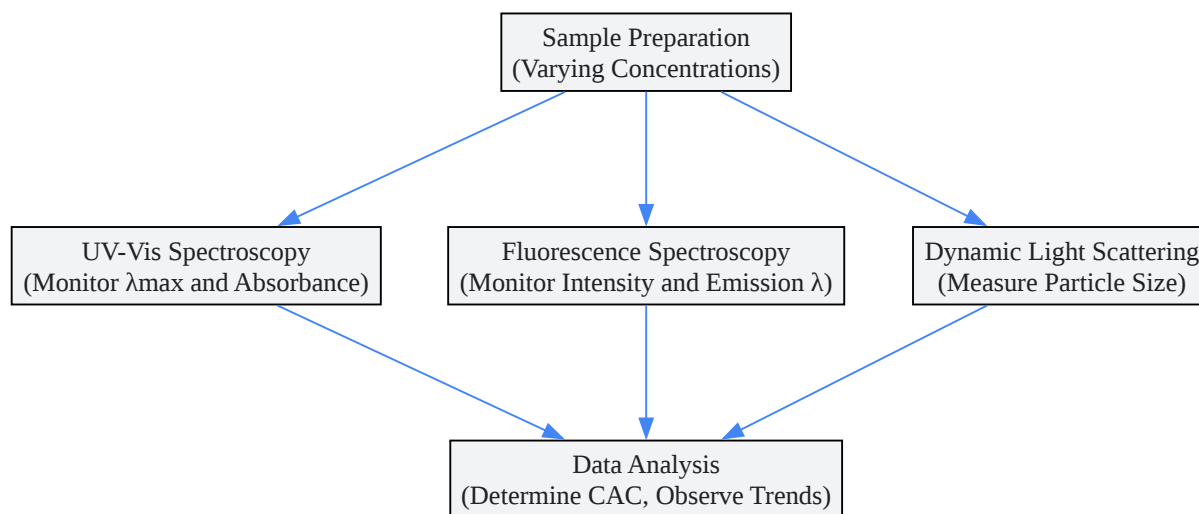 Sample Preparation
(Varying Concentrations)
UV-Vis Spectroscopy
(Monitor λmax and Absorbance)
Fluorescence Spectroscopy
(Monitor Intensity and Emission λ)
Dynamic Light Scattering
(Measure Particle Size)
Data Analysis
(Determine CAC, Observe Trends)